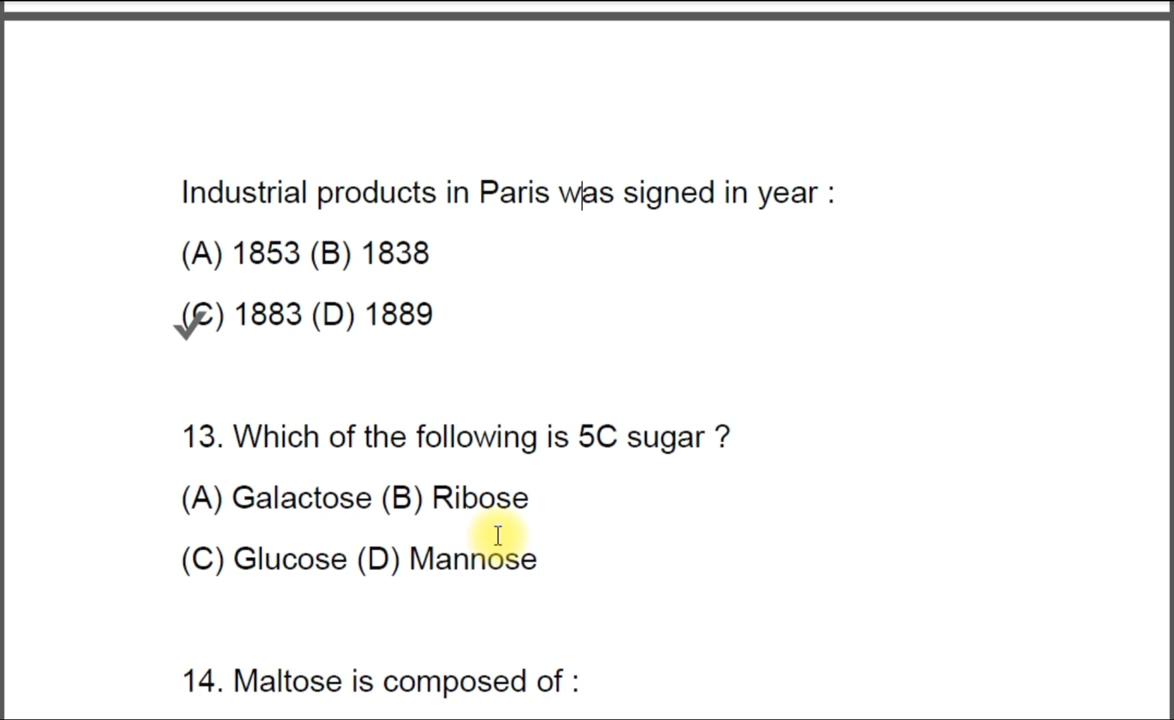 Industrial products in Paris was signed in year :
(A) 1853 (B) 1838
(C) 1883 (D) 1889
13. Which of the following is 5C sugar ?
(A) Galactose (B) Ribose
(C) Glucose (D) Mannose
14. Maltose is composed of :